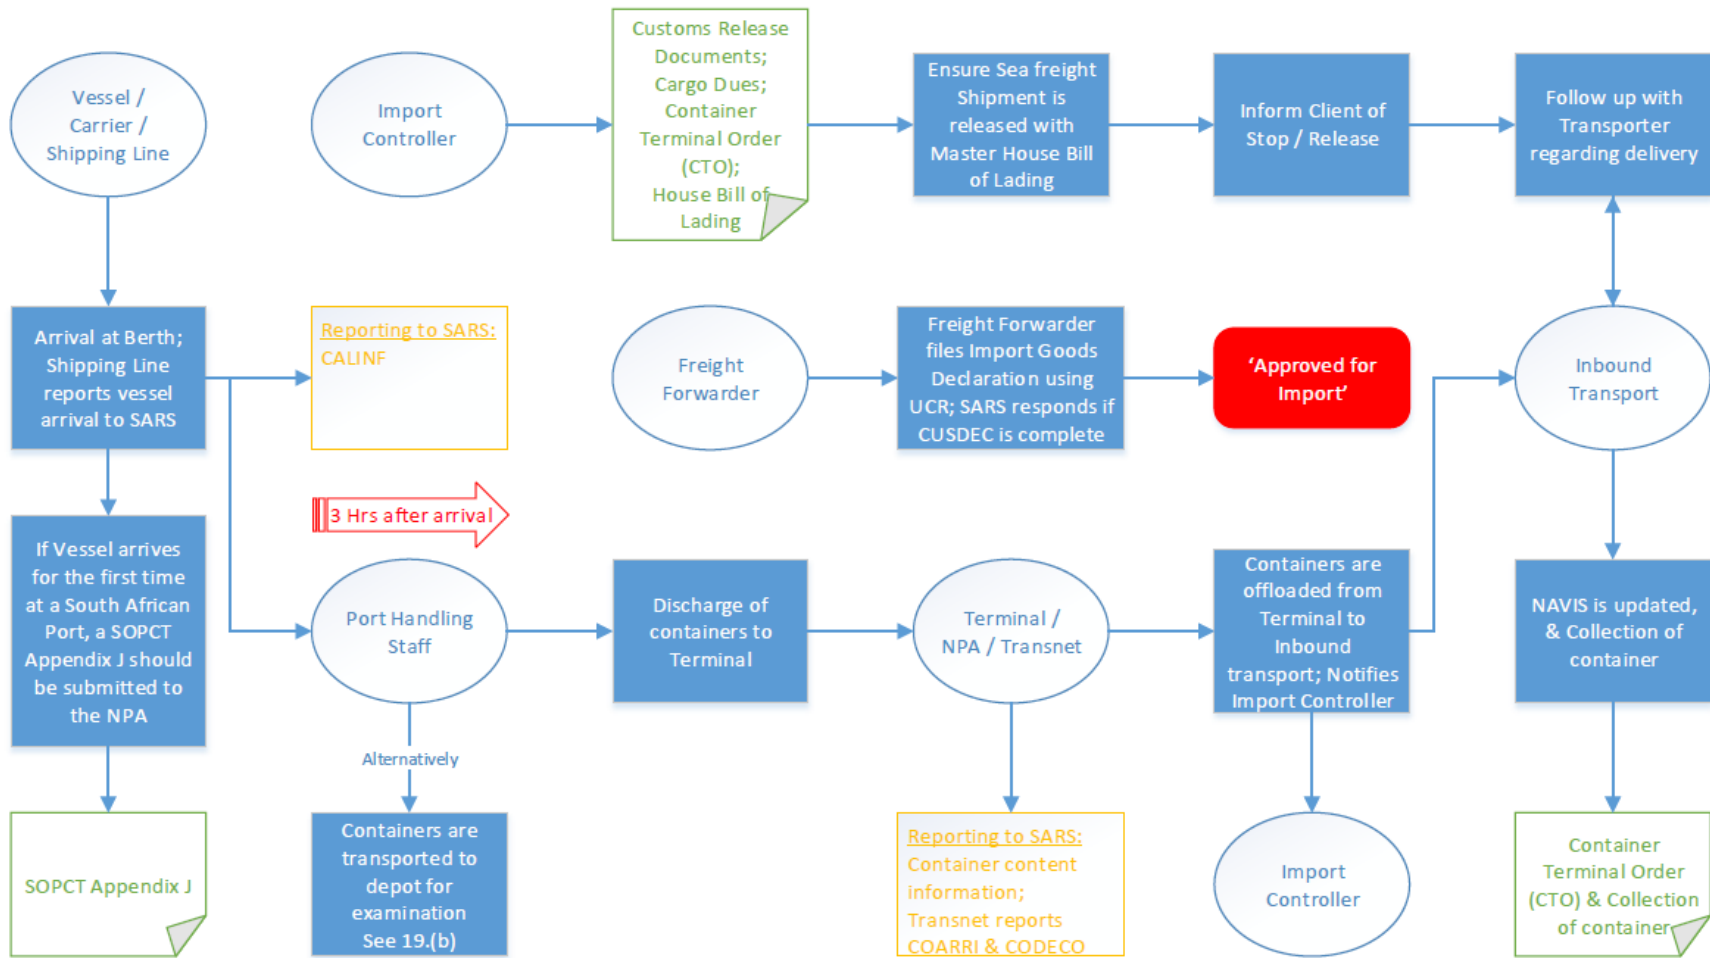 Vessel /
Carrier /
Shipping Line
Import
Controller
Customs Release
Documents;
Cargo Dues;
Container
Terminal Order
(CTO);
House Bill of
Lading
Ensure Sea freight
Shipment is
released with
Master House Bill
of Lading
Inform Client of
Stop / Release
Follow up with
Transporter
regarding delivery
Arrival at Berth;
Shipping Line
reports vessel
arrival to SARS
Reporting to SARS:
CALINF
Freight
Forwarder
Freight Forwarder
files Import Goods
Declaration using
UCR; SARS responds if
CUSDEC is complete
‘Approved for
Import’
Inbound
Transport
3 Hrs after arrival
If Vessel arrives
for the first time
at a South African
Port, a SOPCT
Appendix J should
be submitted to
the NPA
Port Handling
Staff
Discharge of
containers to
Terminal
Terminal /
NPA / Transnet
Containers are
offloaded from
Terminal to
Inbound
transport; Notifies
Import Controller
NAVIS is updated,
& Collection of
container
Alternatively
SOPCT Appendix J
Containers are
transported to
depot for
examination
See 19.(b)
Reporting to SARS:
Container content
information;
Transnet reports
COARRI & CODECO
Import
Controller
Container
Terminal Order
(CTO) & Collection
of container